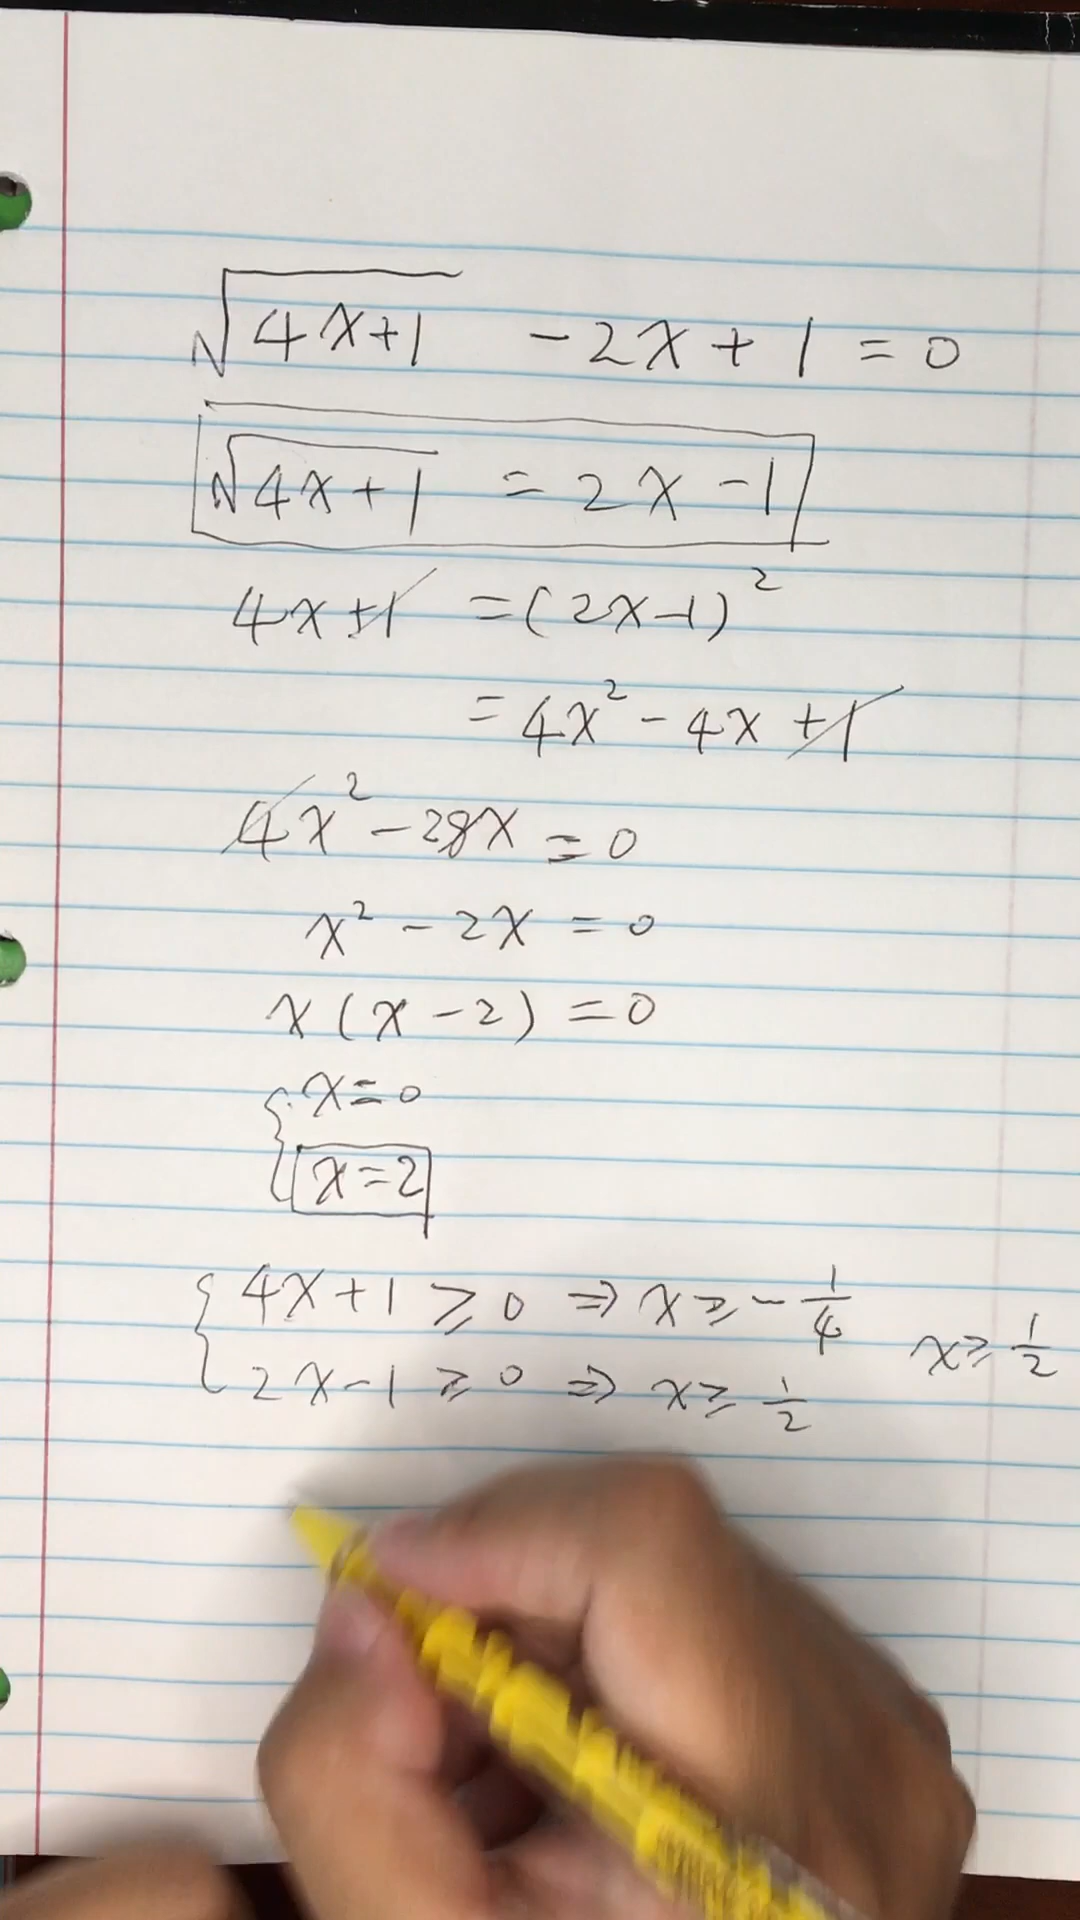 √(4x+1) - 2x + 1 = 0
√(4x+1) = 2x - 1
4x + 1 = (2x-1)²
= 4x² - 4x + 1
4x² - 28x = 0
x² - 2x = 0
x(x-2) = 0
{ x = 0
x = 2
{ 4x + 1 ≥ 0 ⇒ x ≥ - 1/4
2x - 1 ≥ 0 ⇒ x ≥ 1/2
x ≥ 1/2